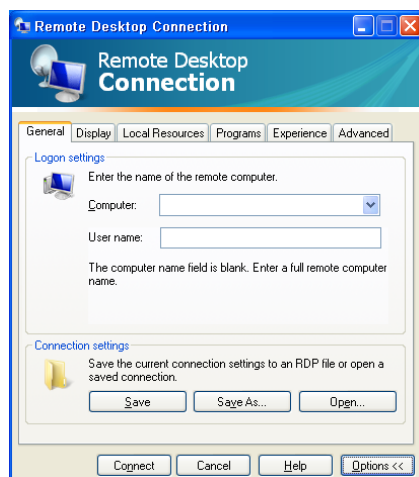 Remote Desktop Connection
Remote Desktop
Connection
General Display Local Resources Programs Experience Advanced
Logon settings
Enter the name of the remote computer.
Computer:
User name:
The computer name field is blank. Enter a full remote computer
name.
Connection settings
Save the current connection settings to an RDP file or open a
saved connection.
Save Save As... Open...
Connect Cancel Help Options <<